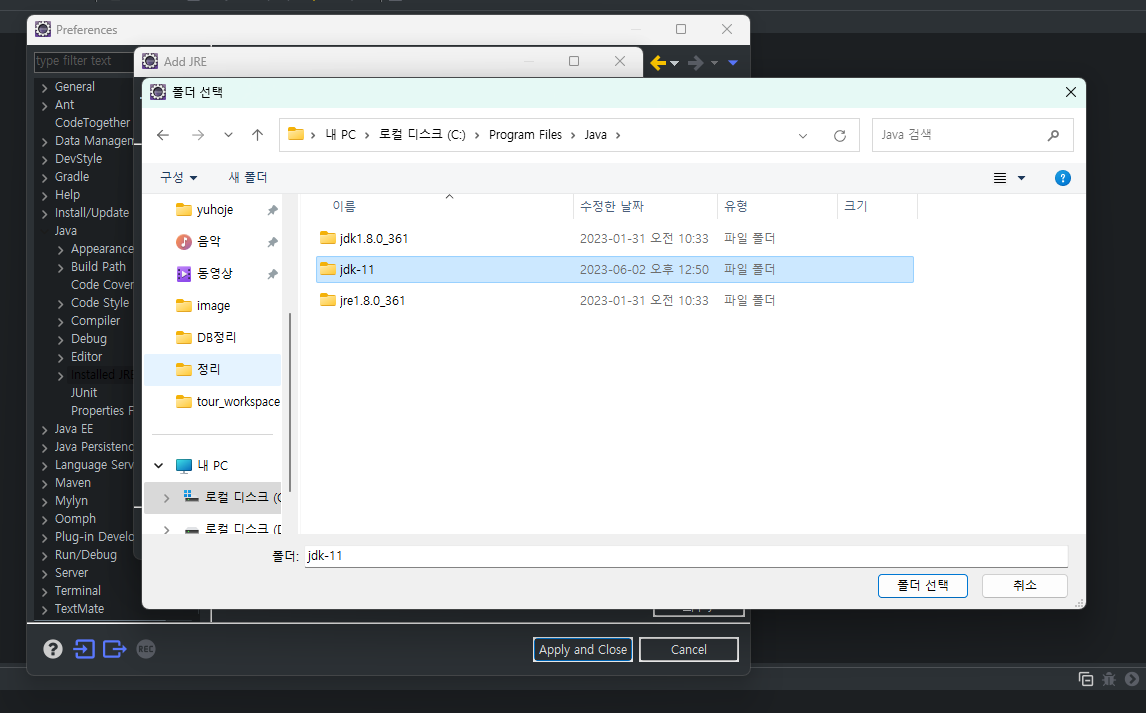 Preferences
type filter text
Add JRE
폴더 선택
내 PC
로컬 디스크 (C:)
Program Files
Java
Java 검색
구성
새 폴더
이름
수정한 날짜
유형
크기
jdk1.8.0_361 2023-01-31 오전 10:33 파일 폴더
jdk-11 2023-06-02 오후 12:50 파일 폴더
jre1.8.0_361 2023-01-31 오전 10:33 파일 폴더
yuhoje
음악
동영상
image
DB정리
정리
tour_workspace
내 PC
로컬 디스크 (
로컬 디스크 (
폴더: jdk-11
폴더 선택
취소
General
Ant
CodeTogether
Data Managem
DevStyle
Gradle
Help
Install/Update
Java
Appearance
Build Path
Code Cover
Code Style
Compiler
Debug
Editor
Installed JRE
JUnit
Properties F
Java EE
Java Persistenc
Language Serv
Maven
Mylyn
Oomph
Plug-in Develo
Run/Debug
Server
Terminal
TextMate
REC
Apply and Close
Cancel